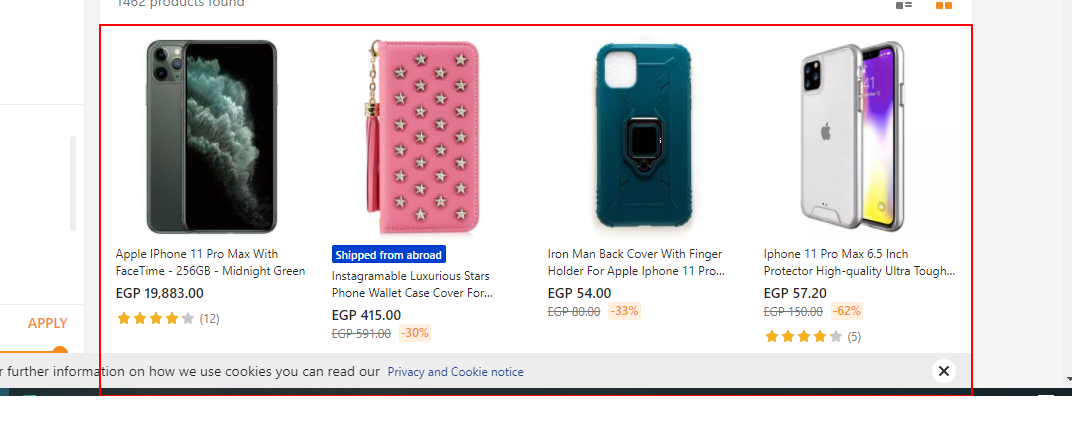 1462 products found
Apple IPhone 11 Pro Max With
FaceTime - 256GB - Midnight Green
EGP 19,883.00
(12)
Shipped from abroad
Instagramable Luxurious Stars
Phone Wallet Case Cover For...
EGP 415.00
EGP 591.00 -30%
Iron Man Back Cover With Finger
Holder For Apple Iphone 11 Pro...
EGP 54.00
EGP 80.00 -33%
Iphone 11 Pro Max 6.5 Inch
Protector High-quality Ultra Tough...
EGP 57.20
EGP 150.00 -62%
(5)
APPLY
r further information on how we use cookies you can read our Privacy and Cookie notice